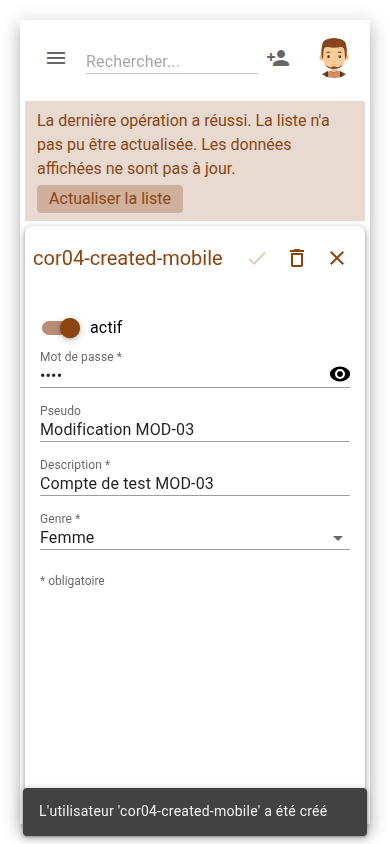 Rechercher...
La dernière opération a réussi. La liste n'a
pas pu être actualisée. Les données
affichées ne sont pas à jour.
Actualiser la liste
cor04-created-mobile
actif
Mot de passe *
••••
Pseudo
Modification MOD-03
Description *
Compte de test MOD-03
Genre *
Femme
* obligatoire
L'utilisateur 'cor04-created-mobile' a été créé